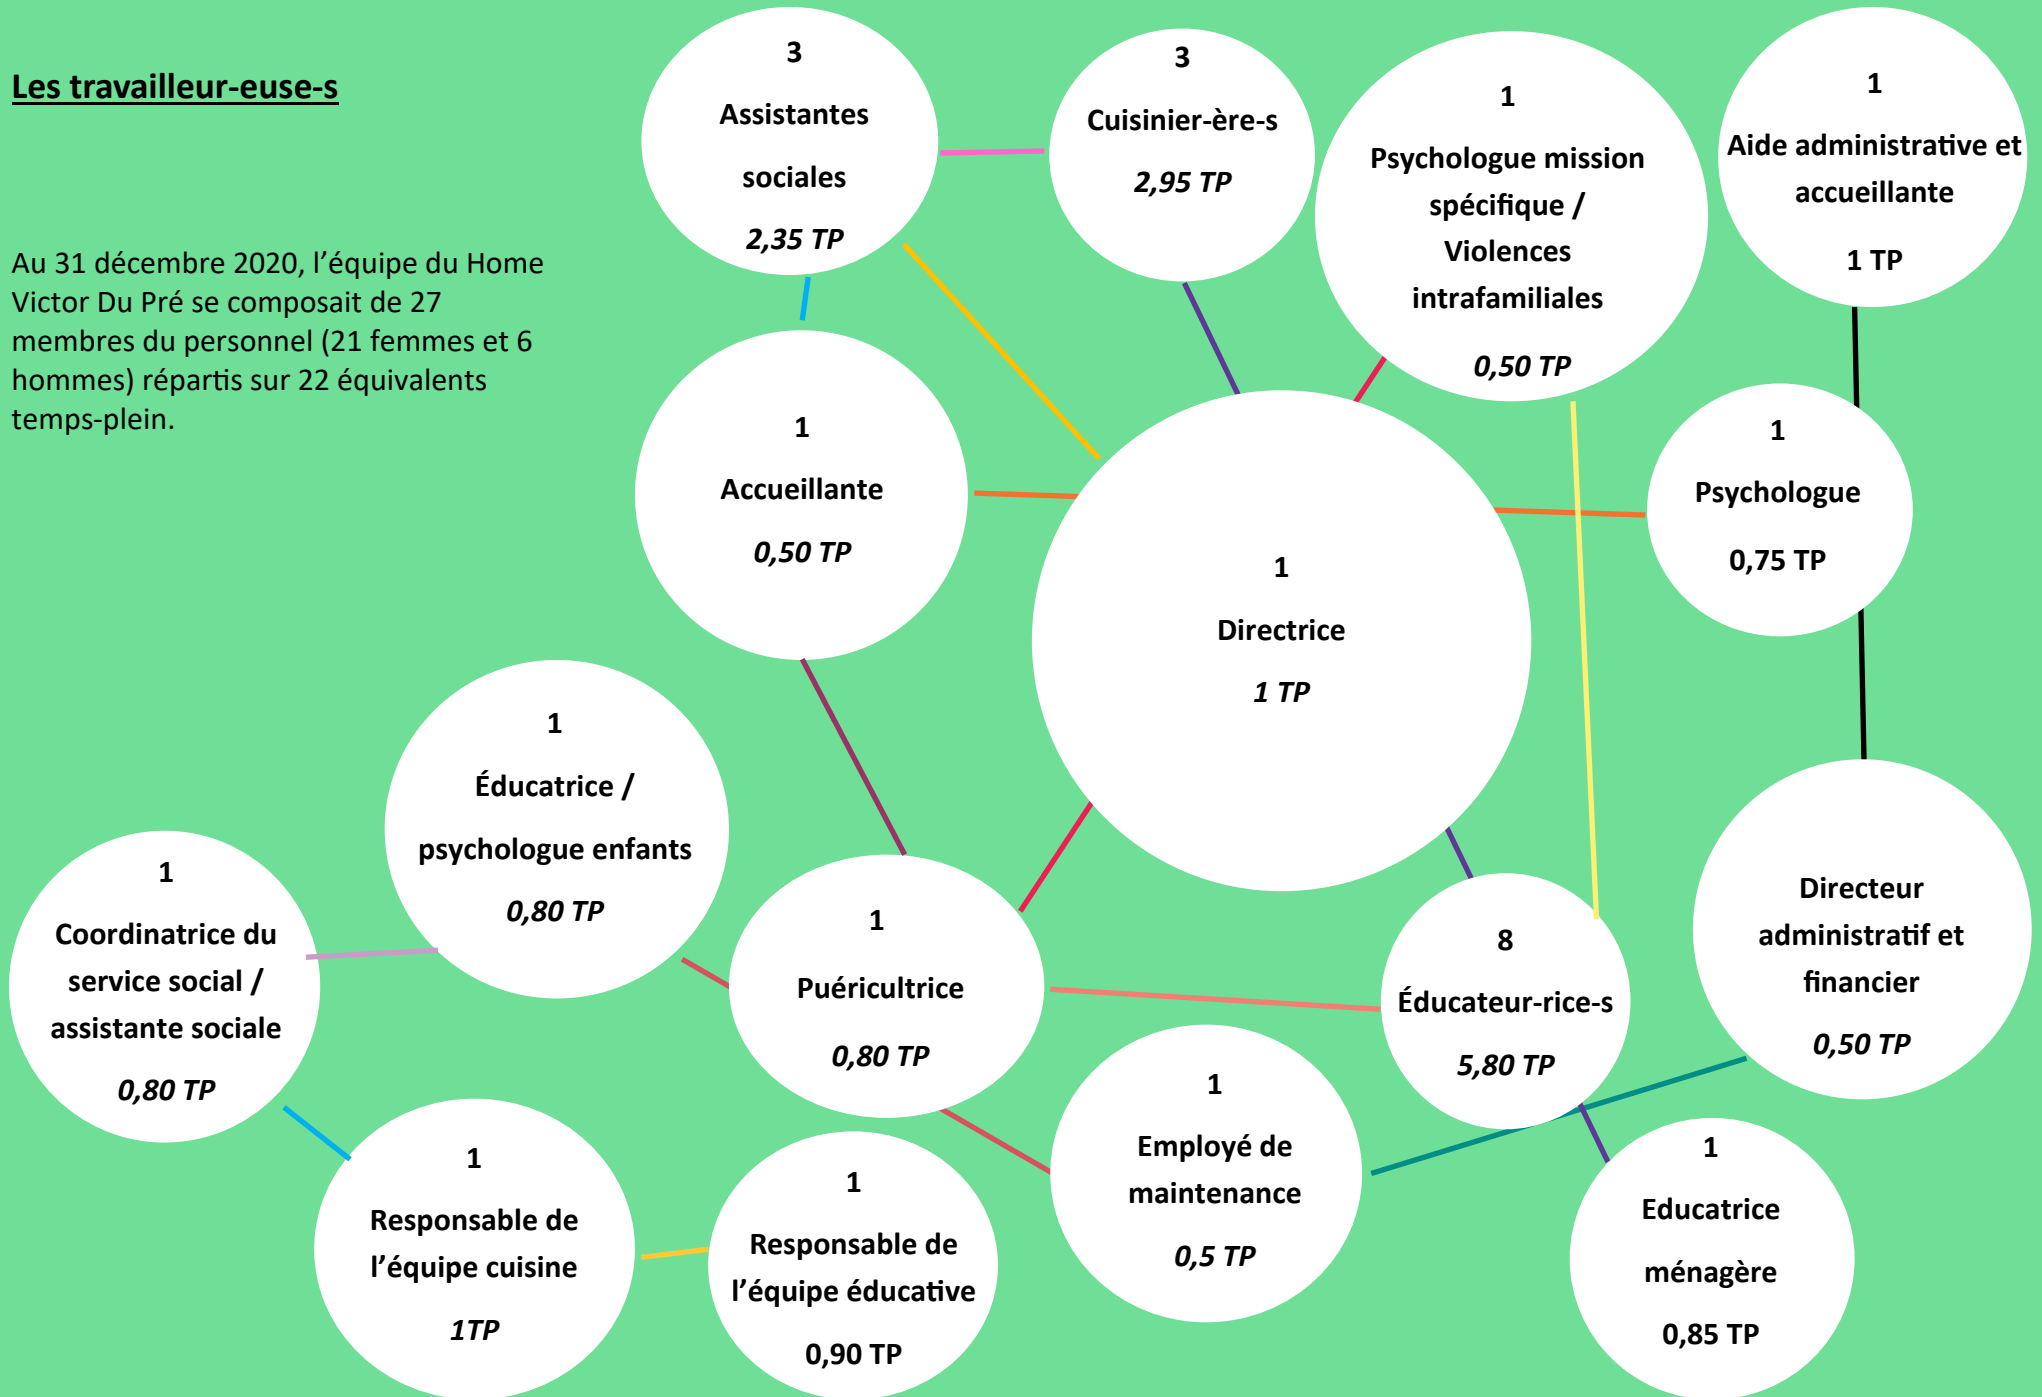 Les travailleur-euse-s
Au 31 décembre 2020, l’équipe du Home
Victor Du Pré se composait de 27
membres du personnel (21 femmes et 6
hommes) répartis sur 22 équivalents
temps-plein.
3
Assistantes
sociales
2,35 TP
3
Cuisinier-ère-s
2,95 TP
1
Psychologue mission
spécifique /
Violences
intrafamiliales
0,50 TP
1
Aide administrative et
accueillante
1 TP
1
Accueillante
0,50 TP
1
Directrice
1 TP
1
Psychologue
0,75 TP
1
Éducatrice /
psychologue enfants
0,80 TP
1
Coordinatrice du
service social /
assistante sociale
0,80 TP
1
Puéricultrice
0,80 TP
8
Éducateur-rice-s
5,80 TP
Directeur
administratif et
financier
0,50 TP
1
Responsable de
l’équipe cuisine
1TP
1
Responsable de
l’équipe éducative
0,90 TP
1
Employé de
maintenance
0,5 TP
1
Educatrice
ménagère
0,85 TP